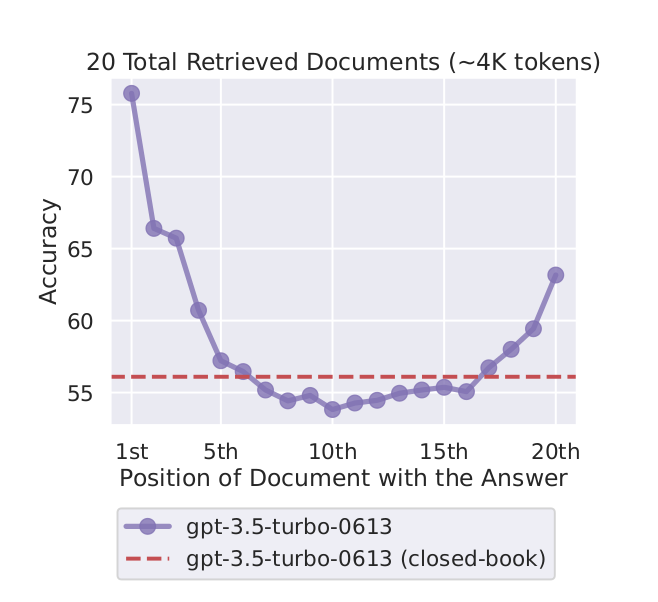 20 Total Retrieved Documents (~4K tokens)
75
70
65
60
55
Accuracy
1st 5th 10th 15th 20th
Position of Document with the Answer
gpt-3.5-turbo-0613
gpt-3.5-turbo-0613 (closed-book)